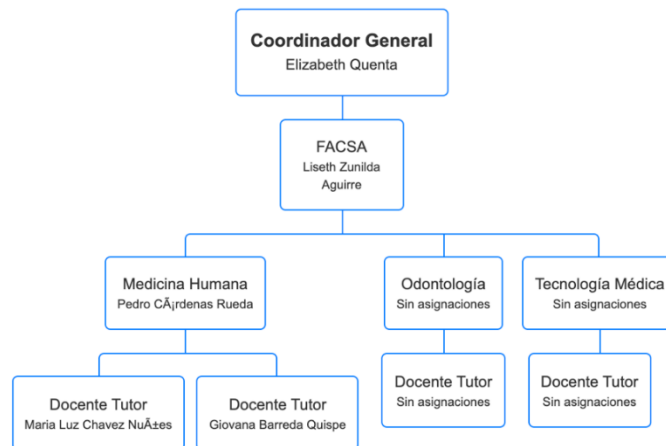 Coordinador General
Elizabeth Quenta
FACSA
Liseth Zunilda
Aguirre
Medicina Humana
Pedro CÃ¡rdenas Rueda
Odontología
Sin asignaciones
Tecnología Médica
Sin asignaciones
Docente Tutor
Maria Luz Chavez NuÃ±es
Docente Tutor
Giovana Barreda Quispe
Docente Tutor
Sin asignaciones
Docente Tutor
Sin asignaciones